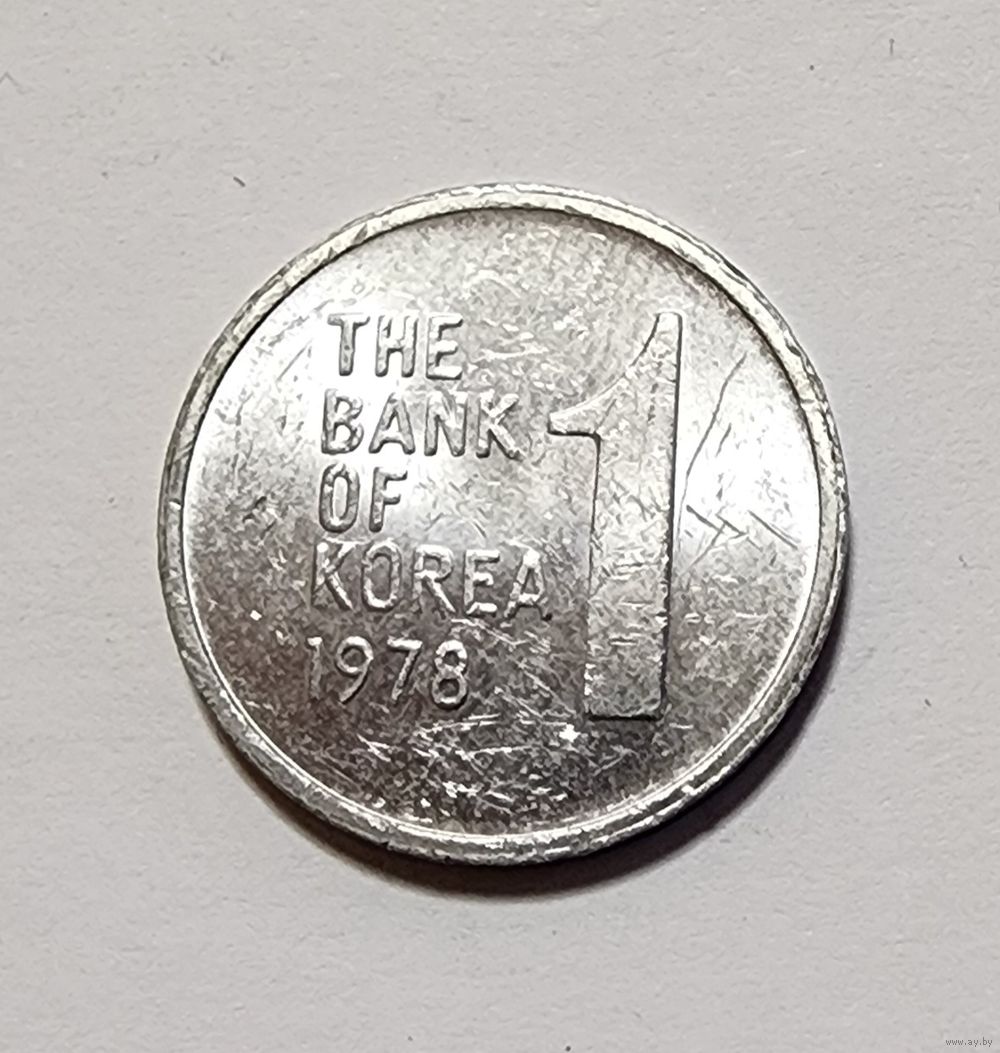 THE
BANK
OF
KOREA
1978
1
www.ay.by